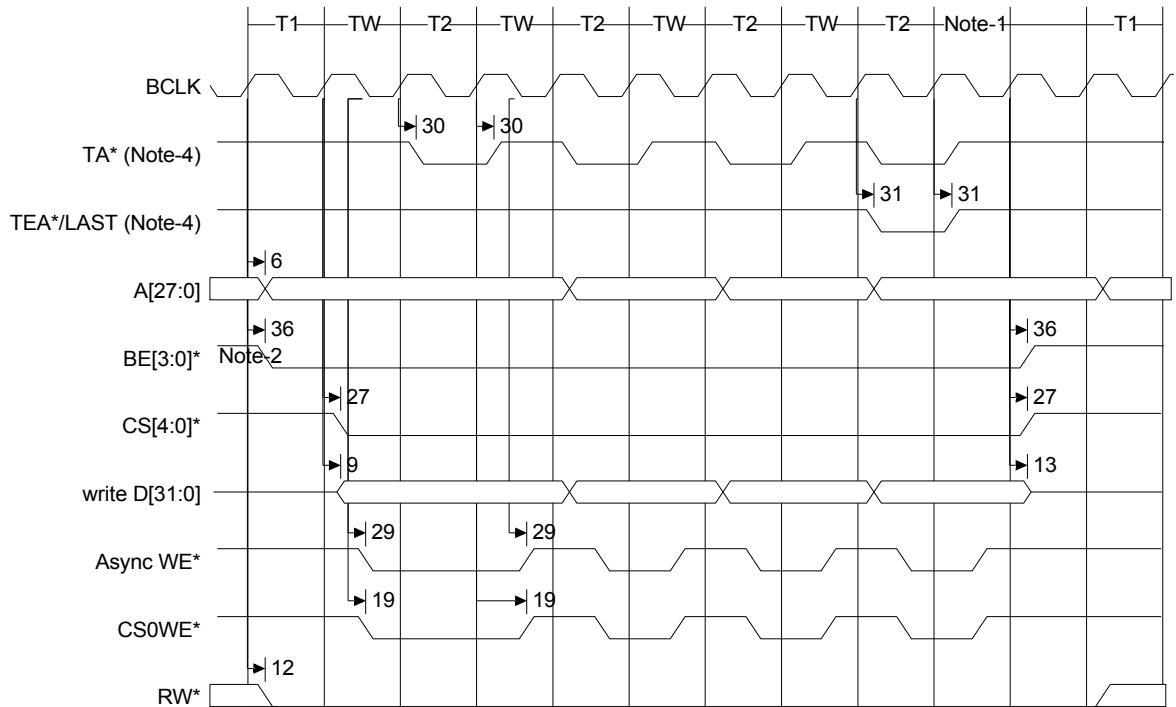 T1 TW T2 TW T2 TW T2 TW T2 Note-1 T1
BCLK
30 30
TA* (Note-4)
31 31
TEA*/LAST (Note-4)
6
A[27:0]
36 36
BE[3:0]* Note-2
27 27
CS[4:0]*
9 13
write D[31:0]
29 29
Async WE*
19 19
CS0WE*
12
RW*